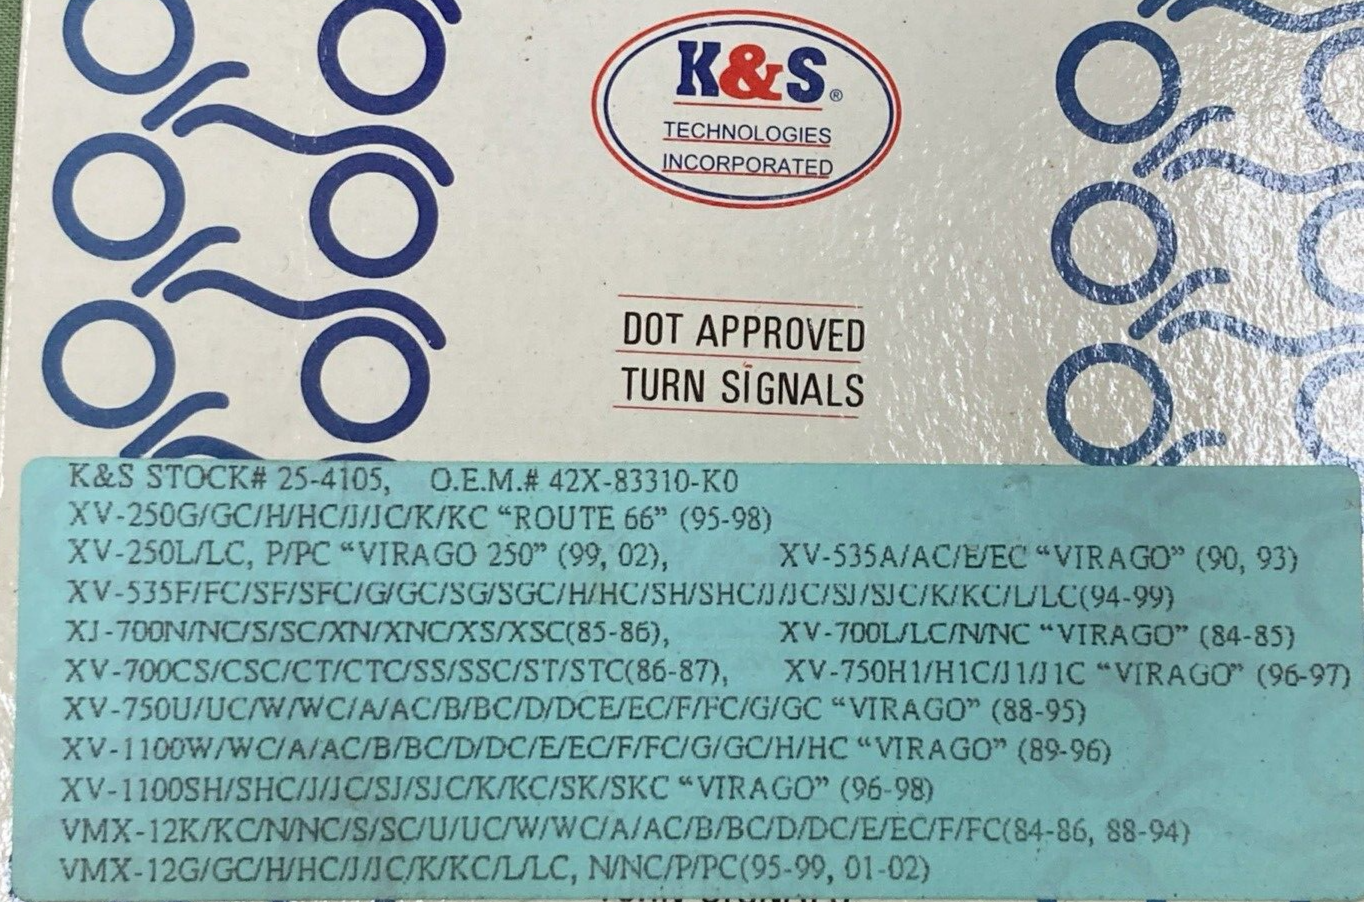 K&S®
TECHNOLOGIES
INCORPORATED
DOT APPROVED
TURN SIGNALS
K&S STOCK# 25-4105, O.E.M.# 42X-83310-K0
XV-250G/GC/H/HC/J/JC/K/KC “ROUTE 66” (95-98)
XV-250L/LC, P/PC “VIRAGO 250” (99, 02), XV-535A/AC/E/EC “VIRAGO” (90, 93)
XV-535F/FC/SF/SFC/G/GC/SG/SGC/H/HC/SH/SHC/J/JC/SJ/SJC/K/KC/L/LC(94-99)
XJ-700N/NC/S/SC/XN/XNC/XS/XSC(85-86), XV-700L/LC/N/NC “VIRAGO” (84-85)
XV-700CS/CSC/CT/CTC/SS/SSC/ST/STC(86-87), XV-750H1/H1C/J1/J1C “VIRAGO” (96-97)
XV-750U/UC/W/WC/A/AC/B/BC/D/DCE/EC/F/FC/G/GC “VIRAGO” (88-95)
XV-1100W/WC/A/AC/B/BC/D/DC/E/EC/F/FC/G/GC/H/HC “VIRAGO” (89-96)
XV-1100SH/SHC/J/JC/SJ/SJC/K/KC/SK/SKC “VIRAGO” (96-98)
VMX-12K/KC/N/NC/S/SC/U/UC/W/WC/A/AC/B/BC/D/DC/E/EC/F/FC(84-86, 88-94)
VMX-12G/GC/H/HC/J/JC/K/KC/L/LC, N/NC/P/PC(95-99, 01-02)